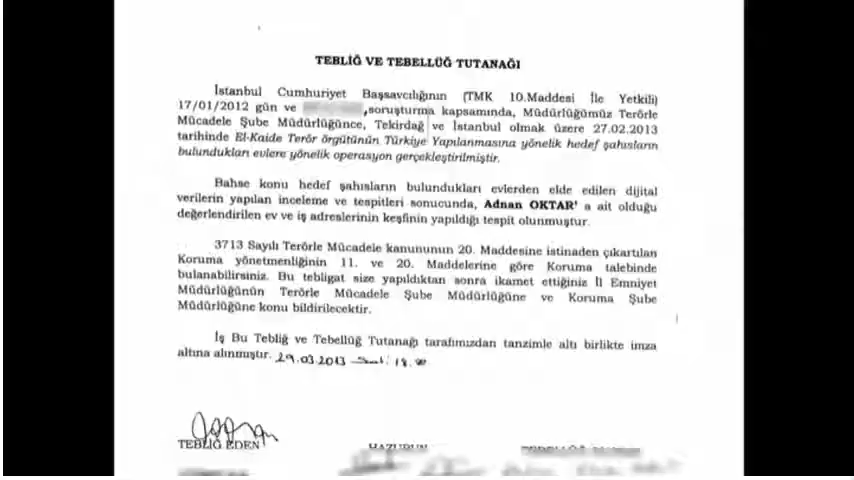 TEBLİĞ VE TEBELLÜĞ TUTANAĞI
İstanbul Cumhuriyet Başsavcılığının (TMK 10.Maddesi İle Yetkili)
17/01/2012 gün ve ,soruşturma kapsamında, Müdürlüğümüz Terörle
Mücadele Şube Müdürlüğünce, Tekirdağ ve İstanbul olmak üzere 27.02.2013
tarihinde El-Kaide Terör örgütünün Türkiye Yapılanmasına yönelik hedef şahısların
bulundukları evlere yönelik operasyon gerçekleştirilmiştir.
Bahse konu hedef şahısların bulundukları evlerden elde edilen dijital
verilerin yapılan inceleme ve tespitleri sonucunda, Adnan OKTAR' a ait olduğu
değerlendirilen ev ve iş adreslerinin keşfinin yapıldığı tespit olunmuştur.
3713 Sayılı Terörle Mücadele kanununun 20. Maddesine istinaden çıkartılan
Koruma yönetmenliğinin 11. ve 20. Maddelerine göre Koruma talebinde
bulanabilirsiniz. Bu tebligat size yapıldıktan sonra ikamet ettiğiniz İl Emniyet
Müdürlüğünün Terörle Mücadele Şube Müdürlüğüne ve Koruma Şube
Müdürlüğüne konu bildirilecektir.
İş Bu Tebliğ ve Tebellüğ Tutanağı tarafımızdan tanzimle altı birlikte imza
altına alınmıştır. 29.03.2013
TEBLİĞ EDEN HAZURUN